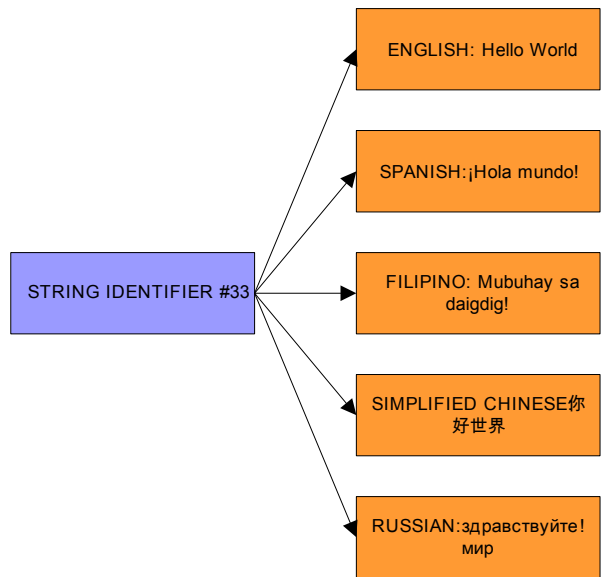 ENGLISH: Hello World
SPANISH:¡Hola mundo!
STRING IDENTIFIER #33
FILIPINO: Mubuhay sa
daigdig!
SIMPLIFIED CHINESE你
好世界
RUSSIAN:здравствуйте!
мир